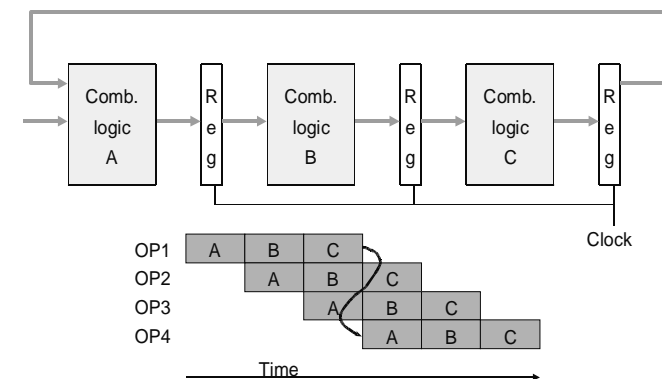 Comb.
logic
A
R
e
g
Comb.
logic
B
R
e
g
Comb.
logic
C
R
e
g
Clock
OP1 A B C
OP2 A B C
OP3 A B C
OP4 A B C
Time